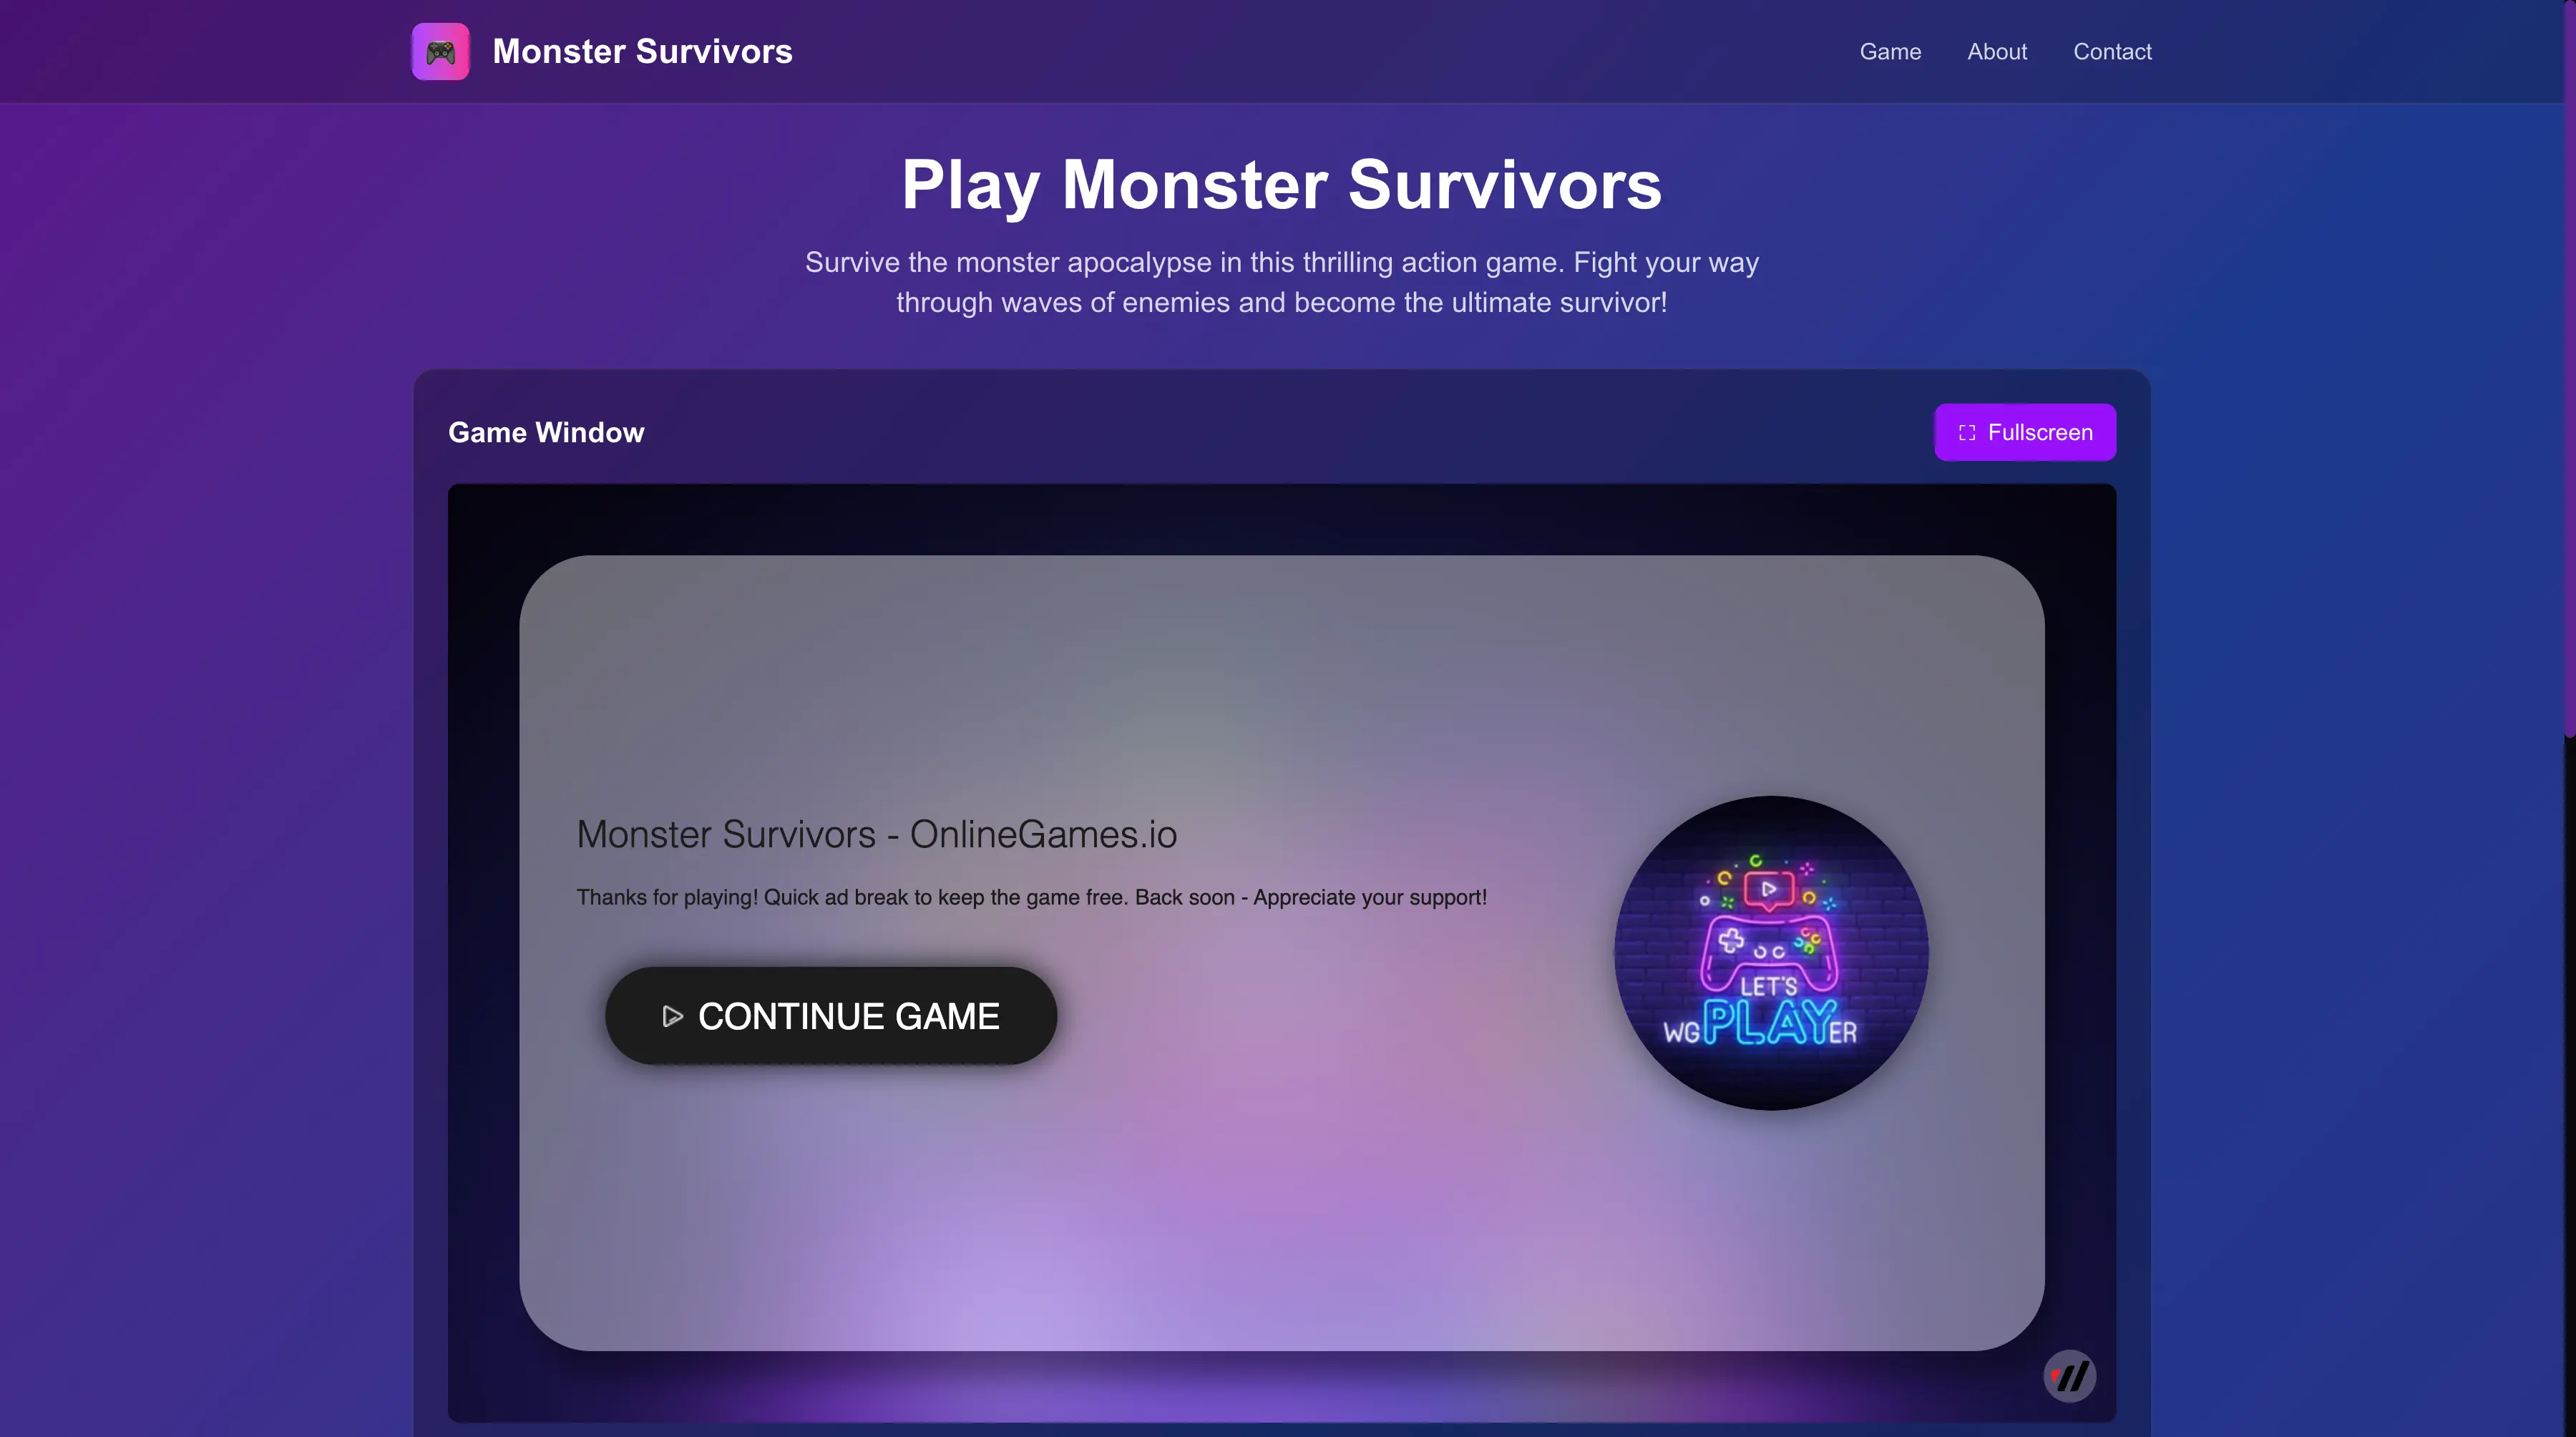 Monster Survivors
Game
About
Contact
Play Monster Survivors
Survive the monster apocalypse in this thrilling action game. Fight your way
through waves of enemies and become the ultimate survivor!
Game Window
Fullscreen
Monster Survivors - OnlineGames.io
Thanks for playing! Quick ad break to keep the game free. Back soon - Appreciate your support!
CONTINUE GAME
LET'S
WGPLAYER